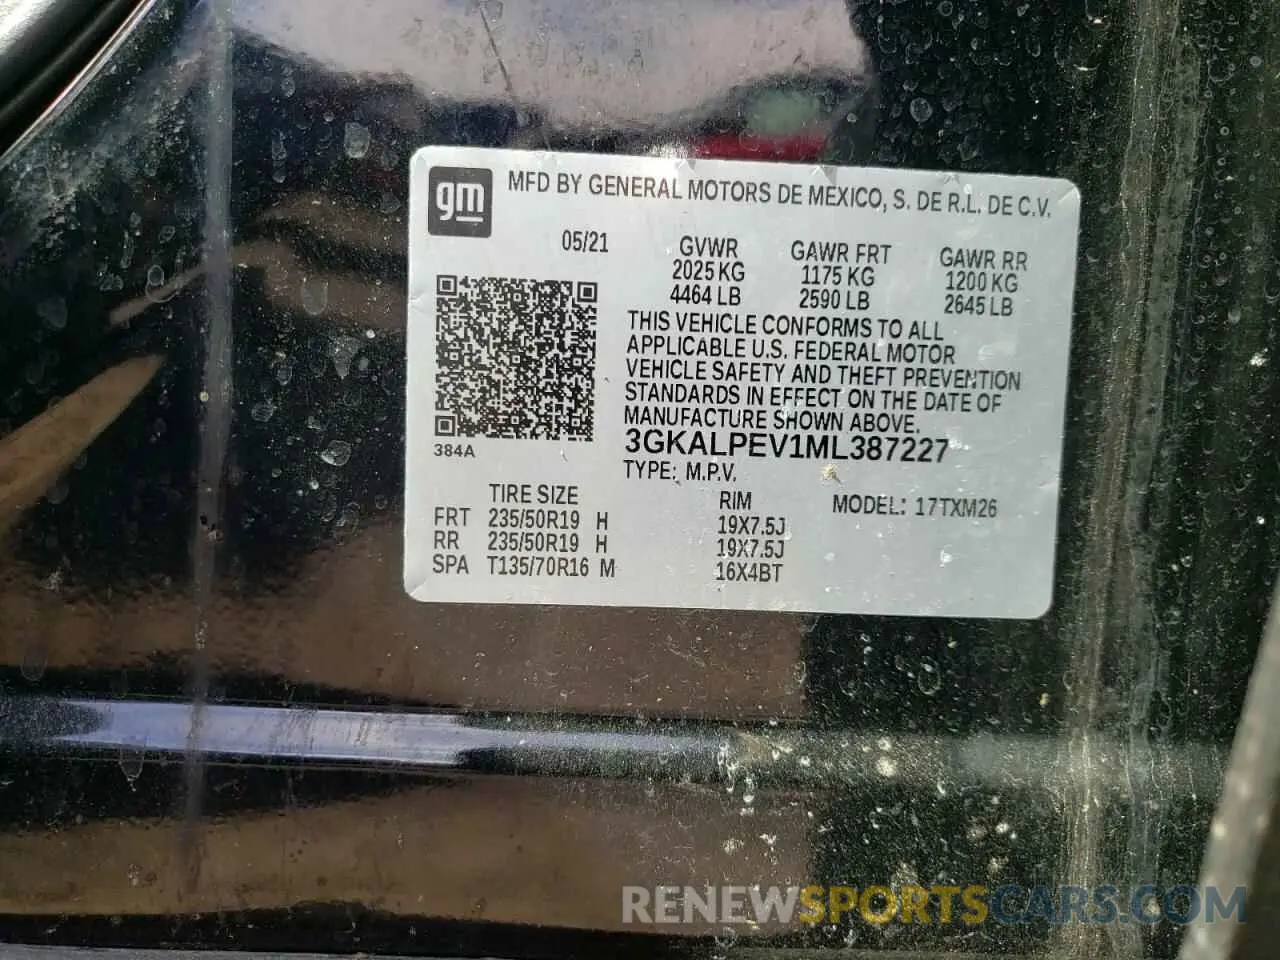 gm MFD BY GENERAL MOTORS DE MEXICO, S. DE R.L. DE C.V.
05/21 GVWR GAWR FRT GAWR RR
2025 KG 1175 KG 1200 KG
4464 LB 2590 LB 2645 LB
THIS VEHICLE CONFORMS TO ALL
APPLICABLE U.S. FEDERAL MOTOR
VEHICLE SAFETY AND THEFT PREVENTION
STANDARDS IN EFFECT ON THE DATE OF
MANUFACTURE SHOWN ABOVE.
384A 3GKALPEV1ML387227
TYPE: M.P.V.
TIRE SIZE RIM MODEL: 17TXM26
FRT 235/50R19 H 19X7.5J
RR 235/50R19 H 19X7.5J
SPA T135/70R16 M 16X4BT
RENEWSPORTSCARS.COM